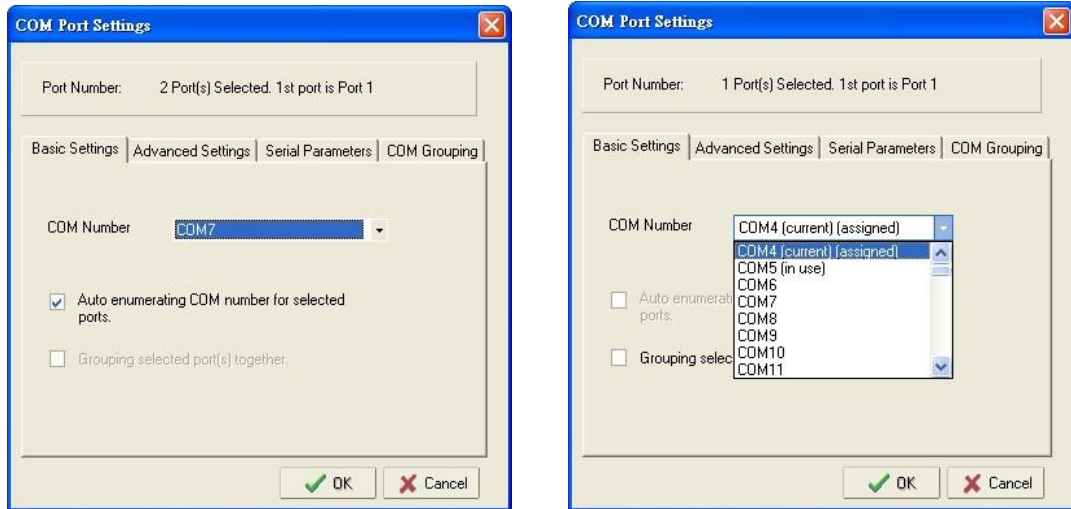 COM Port Settings
Port Number: 2 Port(s) Selected. 1st port is Port 1
Basic Settings Advanced Settings Serial Parameters COM Grouping
COM Number COM7
Auto enumerating COM number for selected
ports.
Grouping selected port(s) together.
OK Cancel
COM Port Settings
Port Number: 1 Port(s) Selected. 1st port is Port 1
Basic Settings Advanced Settings Serial Parameters COM Grouping
COM Number COM4 (current) (assigned)
COM4 (current) (assigned)
COM5 (in use)
COM6
COM7
COM8
COM9
COM10
COM11
Auto enumerati
ports.
Grouping selec
OK Cancel